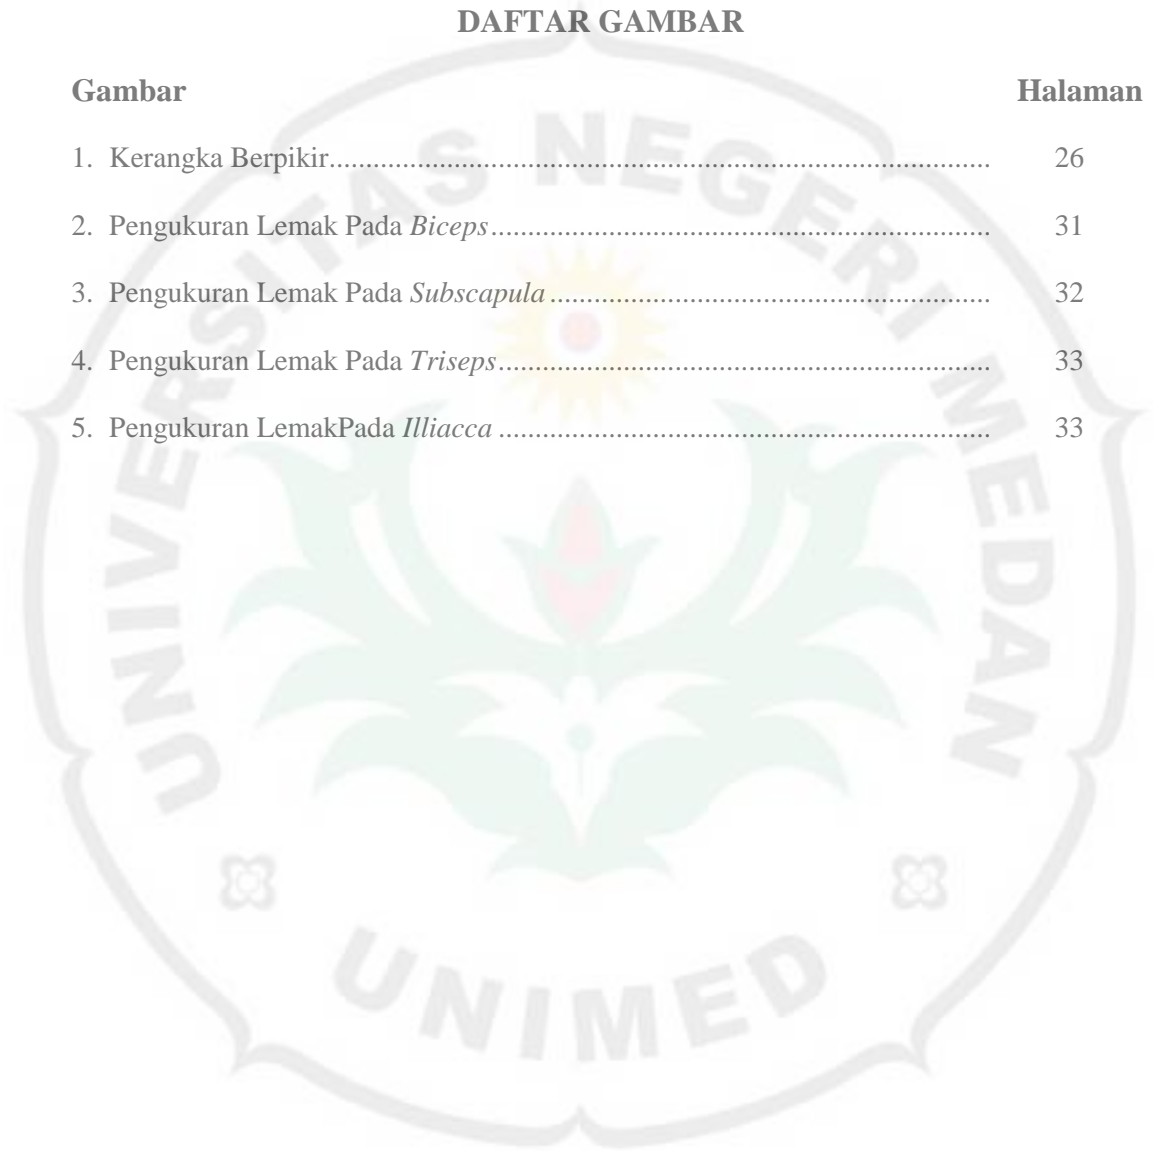 DAFTAR GAMBAR
Gambar Halaman
1. Kerangka Berpikir.......................................................................................... 26
2. Pengukuran Lemak Pada Biceps.................................................................... 31
3. Pengukuran Lemak Pada Subscapula ............................................................ 32
4. Pengukuran Lemak Pada Triseps................................................................... 33
5. Pengukuran LemakPada Illiacca ................................................................... 33
UNIVERSITAS NEGERI MEDAN
UNIMED